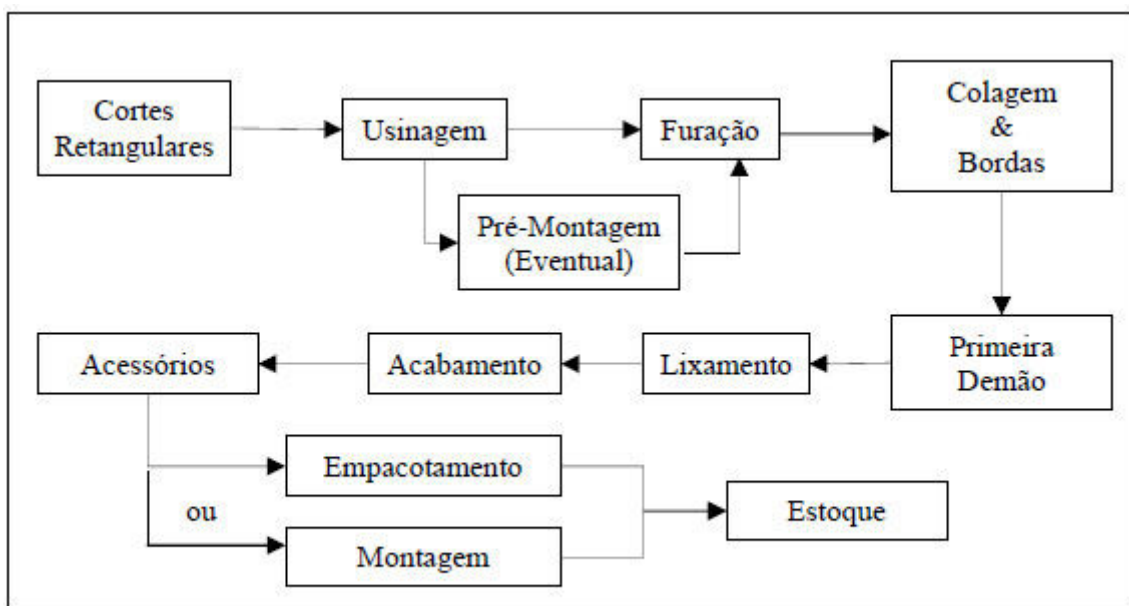 Cortes
Retangulares
Usinagem
Furação
Colagem
&
Bordas
Pré-Montagem
(Eventual)
Primeira
Demão
Lixamento
Acabamento
Acessórios
Empacotamento
ou
Montagem
Estoque